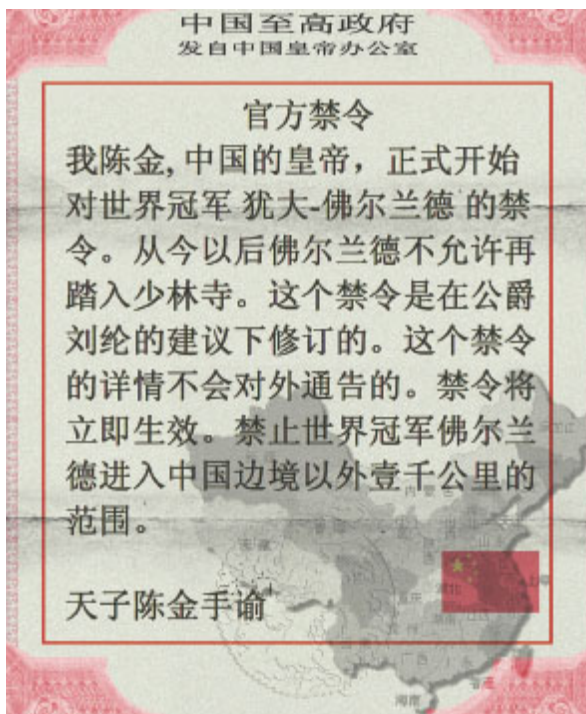 中国至高政府
发自中国皇帝办公室
官方禁令
我陈金, 中国的皇帝，正式开始
对世界冠军 犹大-佛尔兰德 的禁
令。从今以后佛尔兰德不允许再
踏入少林寺。这个禁令是在公爵
刘纶的建议下修订的。这个禁令
的详情不会对外通告的。禁令将
立即生效。禁止世界冠军佛尔兰
德进入中国边境以外壹千公里的
范围。
天子陈金手谕
海南